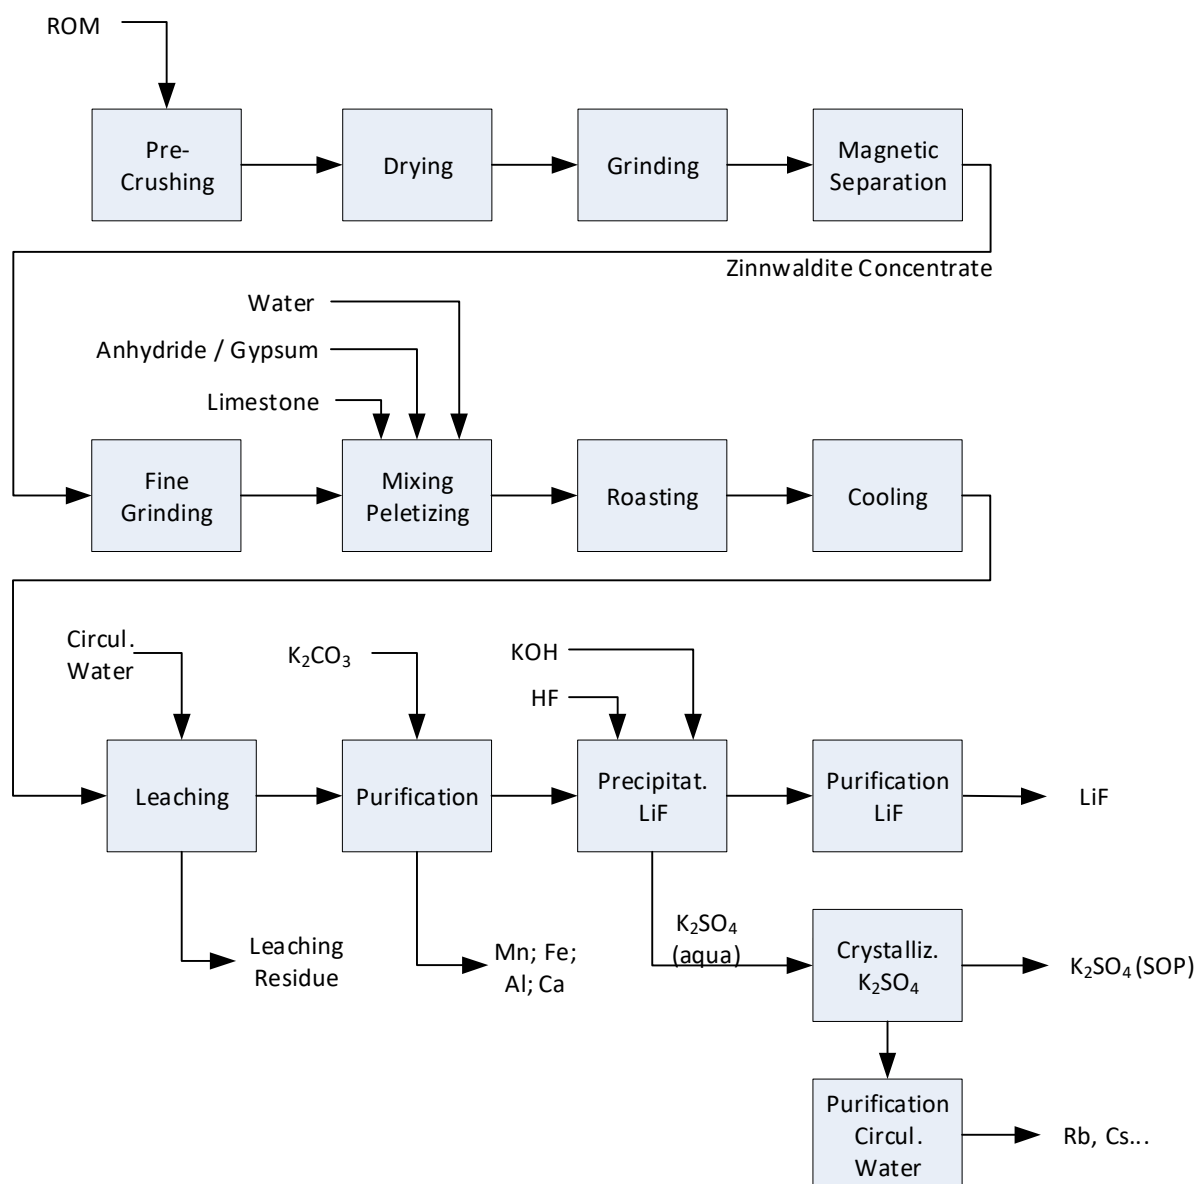 ROM
Pre-
Crushing
Drying
Grinding
Magnetic
Separation
Zinnwaldite Concentrate
Water
Anhydride / Gypsum
Limestone
Fine
Grinding
Mixing
Peletizing
Roasting
Cooling
Circul.
Water
K₂CO₃
KOH
HF
Leaching
Purification
Precipitat.
LiF
Purification
LiF
LiF
Leaching
Residue
Mn; Fe;
Al; Ca
K₂SO₄
(aqua)
Crystalliz.
K₂SO₄
K₂SO₄ (SOP)
Purification
Circul.
Water
Rb, Cs...